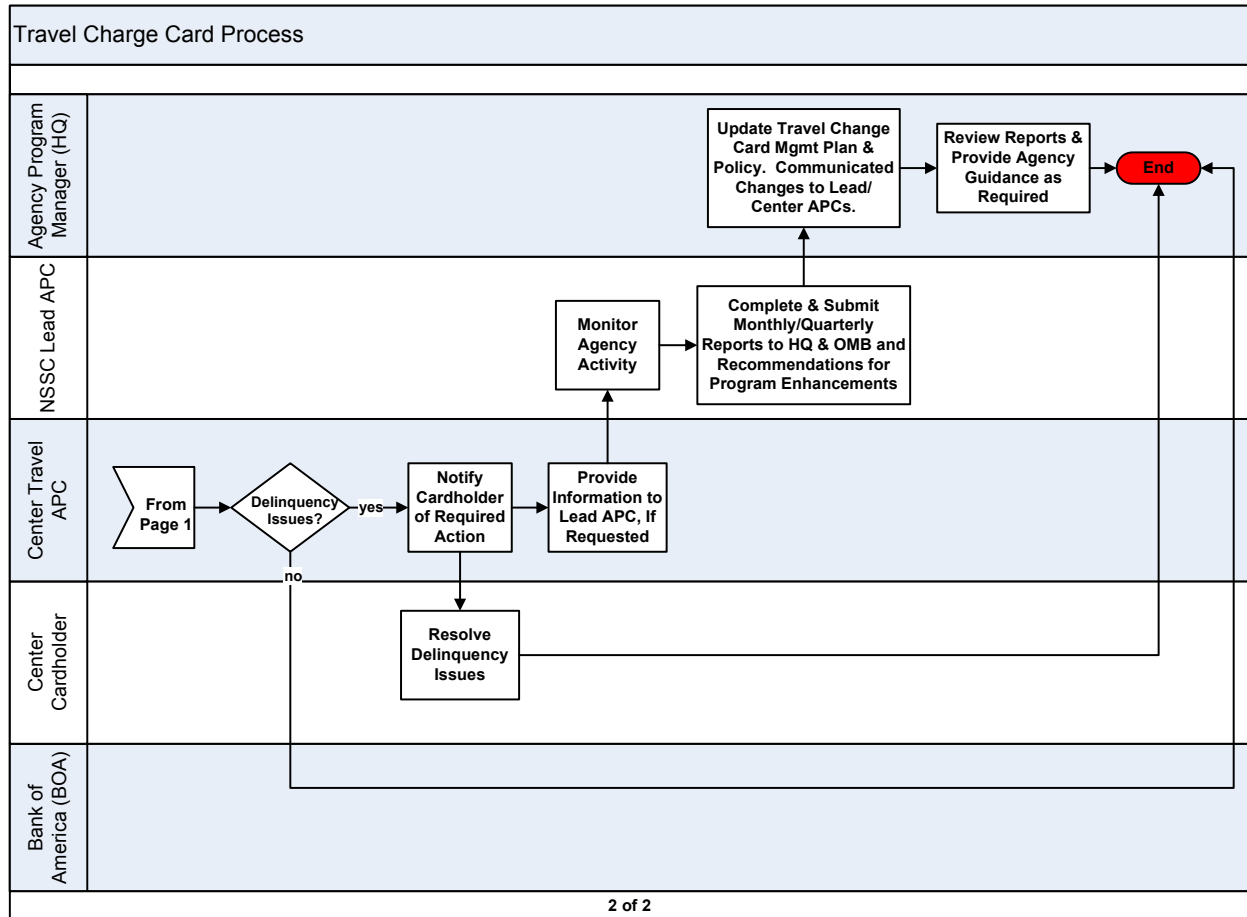 Travel Charge Card Process
Agency Program
Manager (HQ)
Update Travel Change
Card Mgmt Plan &
Policy.  Communicated
Changes to Lead/
Center APCs.
Review Reports &
Provide Agency
Guidance as
Required
End
NSSC Lead APC
Monitor
Agency
Activity
Complete & Submit
Monthly/Quarterly
Reports to HQ & OMB and
Recommendations for
Program Enhancements
Center Travel
APC
From
Page 1
Delinquency
Issues?
yes
no
Notify
Cardholder
of Required
Action
Provide
Information to
Lead APC, If
Requested
Center
Cardholder
Resolve
Delinquency
Issues
Bank of
America (BOA)
2 of 2